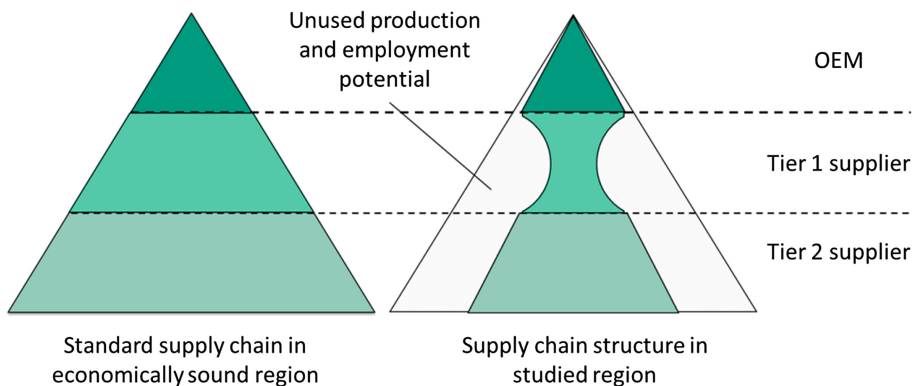 Unused production
and employment
potential
OEM
Tier 1 supplier
Tier 2 supplier
Standard supply chain in
economically sound region
Supply chain structure in
studied region